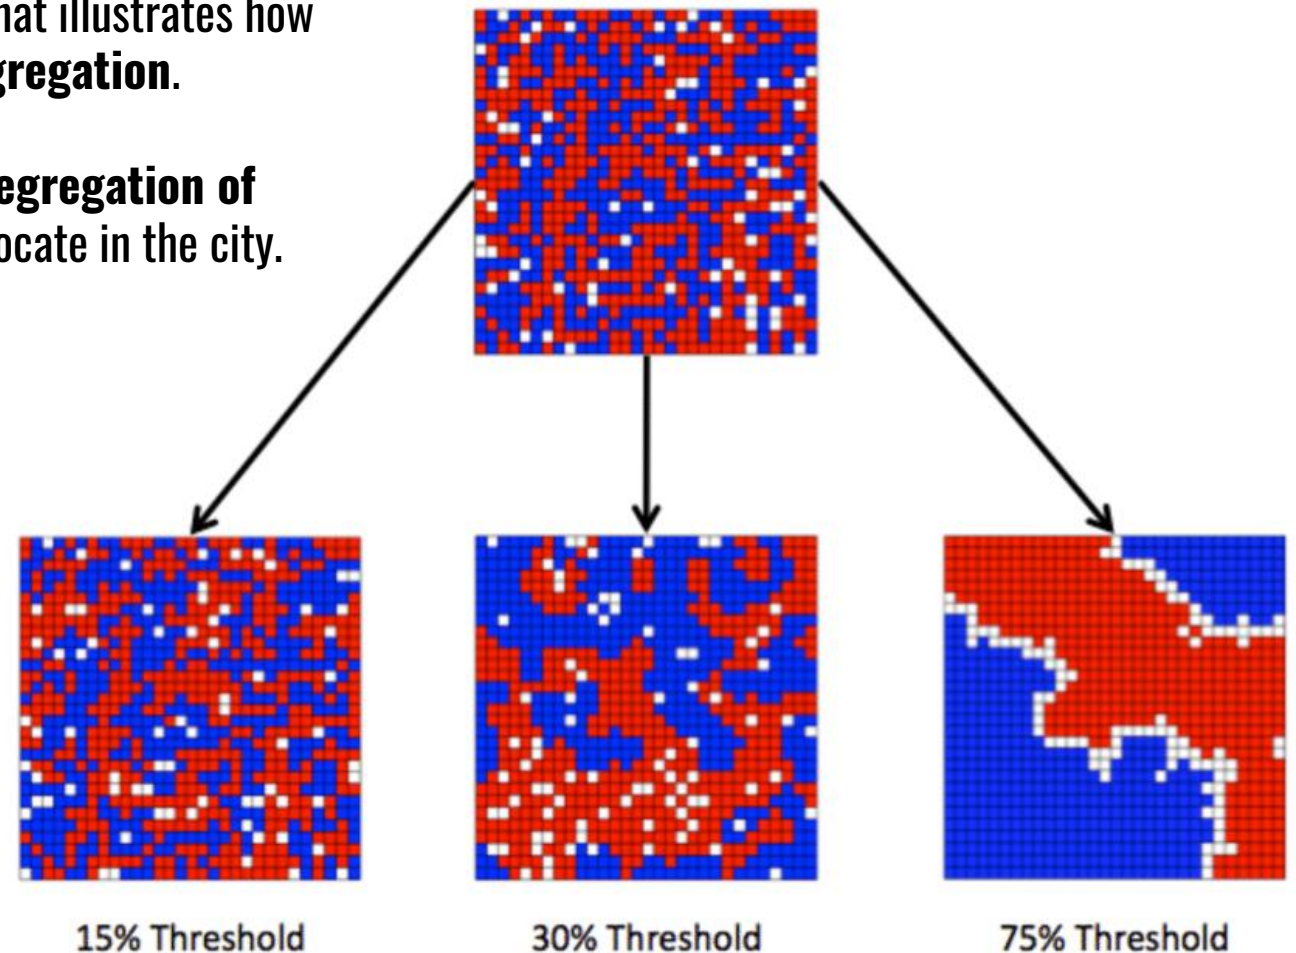 hat illustrates how
gregation.
egregation of
ocate in the city.
15% Threshold
30% Threshold
75% Threshold